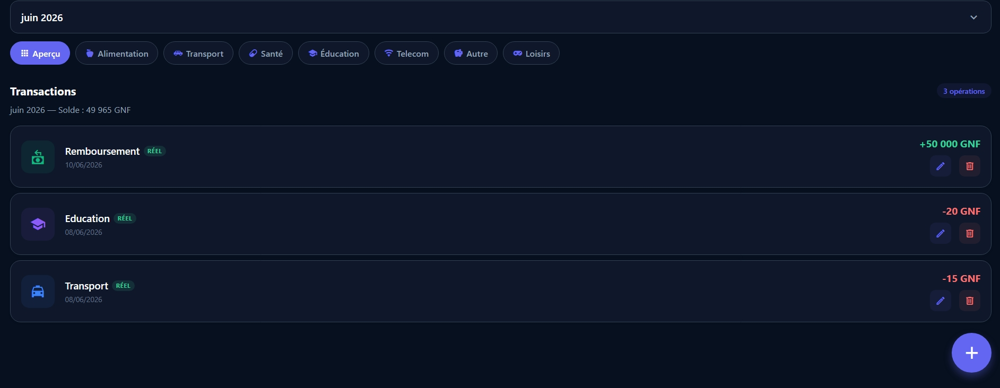 juin 2026
Aperçu Alimentation Transport Santé Éducation Telecom Autre Loisirs
Transactions
3 opérations
juin 2026 — Solde : 49 965 GNF
Remboursement RÉEL
10/06/2026
+50 000 GNF
Education RÉEL
08/06/2026
-20 GNF
Transport RÉEL
08/06/2026
-15 GNF